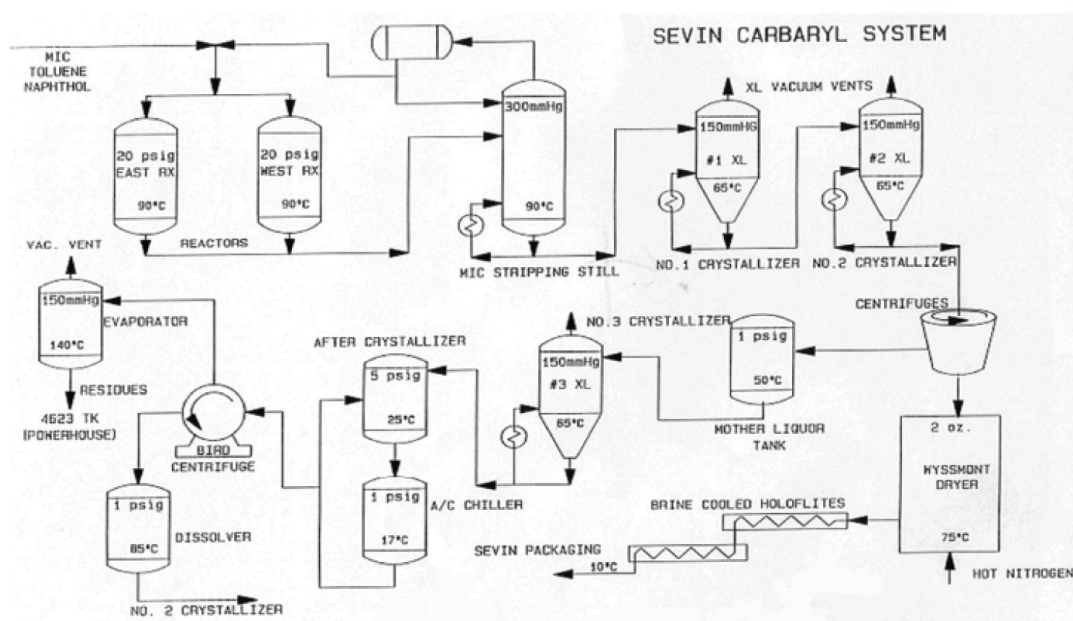 SEVIN CARBARYL SYSTEM
MIC
TOLUENE
NAPHTHOL
20 psig
EAST RX
90°C
20 psig
WEST RX
90°C
REACTORS
300mmHg
90°C
MIC STRIPPING STILL
XL VACUUM VENTS
150mmHG
#1 XL
65°C
NO.1 CRYSTALLIZER
150mmHg
#2 XL
65°C
NO.2 CRYSTALLIZER
CENTRIFUGES
VAC. VENT
150mmHg
140°C
EVAPORATOR
RESIDUES
4623 TK
(POWERHOUSE)
BIRD
CENTRIFUGE
1 psig
85°C
DISSOLVER
NO. 2 CRYSTALLIZER
AFTER CRYSTALLIZER
5 psig
25°C
1 psig
17°C
A/C CHILLER
NO.3 CRYSTALLIZER
150mmHg
#3 XL
65°C
1 psig
50°C
MOTHER LIQUOR
TANK
2 oz.
WYSSMONT
DRYER
75°C
HOT NITROGEN
BRINE COOLED HOLOFLITES
SEVIN PACKAGING
10°C